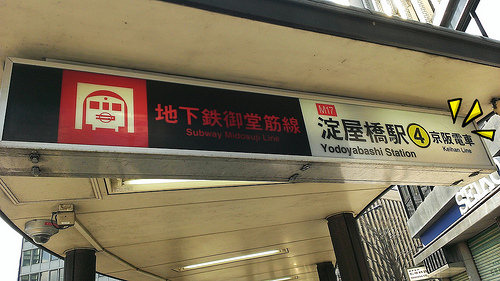 地下鉄御堂筋線
Subway Midosuji Line
M17
淀屋橋駅
Yodoyabashi Station
4
京阪電車
Keihan Line